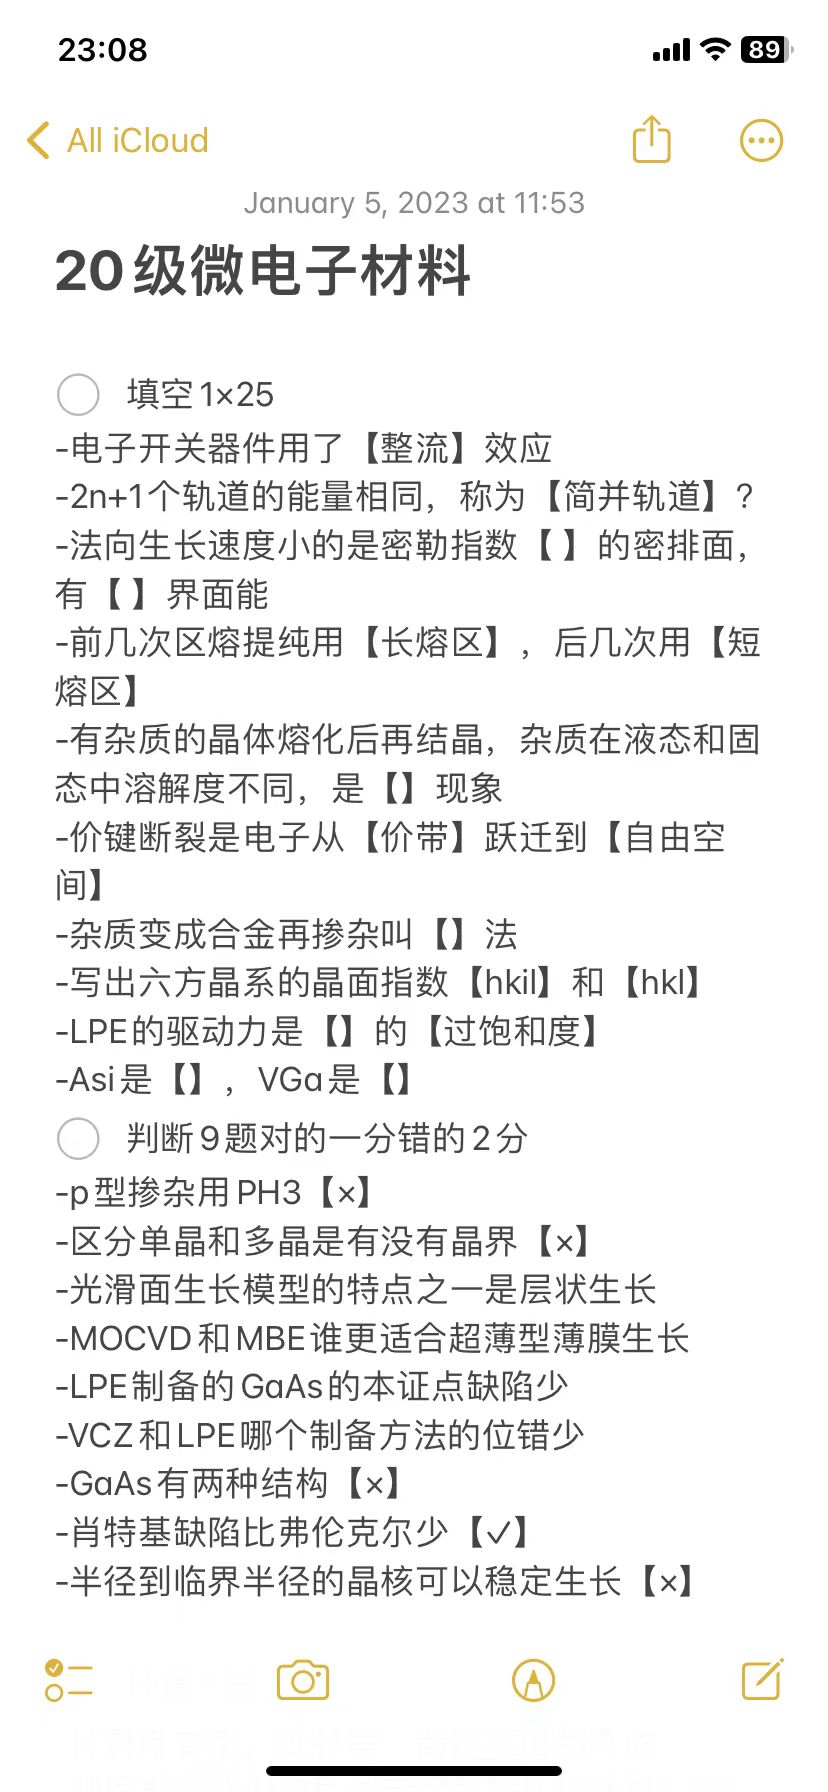 23:08
89
All iCloud
January 5, 2023 at 11:53
20级微电子材料
填空1×25
-电子开关器件用了【整流】效应
-2n+1个轨道的能量相同，称为【简并轨道】?
-法向生长速度小的是密勒指数【 】的密排面，
有【 】界面能
-前几次区熔提纯用【长熔区】，后几次用【短
熔区】
-有杂质的晶体熔化后再结晶，杂质在液态和固
态中溶解度不同，是【】现象
-价键断裂是电子从【价带】跃迁到【自由空
间】
-杂质变成合金再掺杂叫【】法
-写出六方晶系的晶面指数【hkil】和【hkl】
-LPE的驱动力是【】的【过饱和度】
-Asi是【】，VGa是【】
判断9题对的一分错的2分
-p型掺杂用PH3【×】
-区分单晶和多晶是有没有晶界【×】
-光滑面生长模型的特点之一是层状生长
-MOCVD和MBE谁更适合超薄型薄膜生长
-LPE制备的GaAs的本证点缺陷少
-VCZ和LPE哪个制备方法的位错少
-GaAs有两种结构【×】
-肖特基缺陷比弗伦克尔少【✓】
-半径到临界半径的晶核可以稳定生长【×】